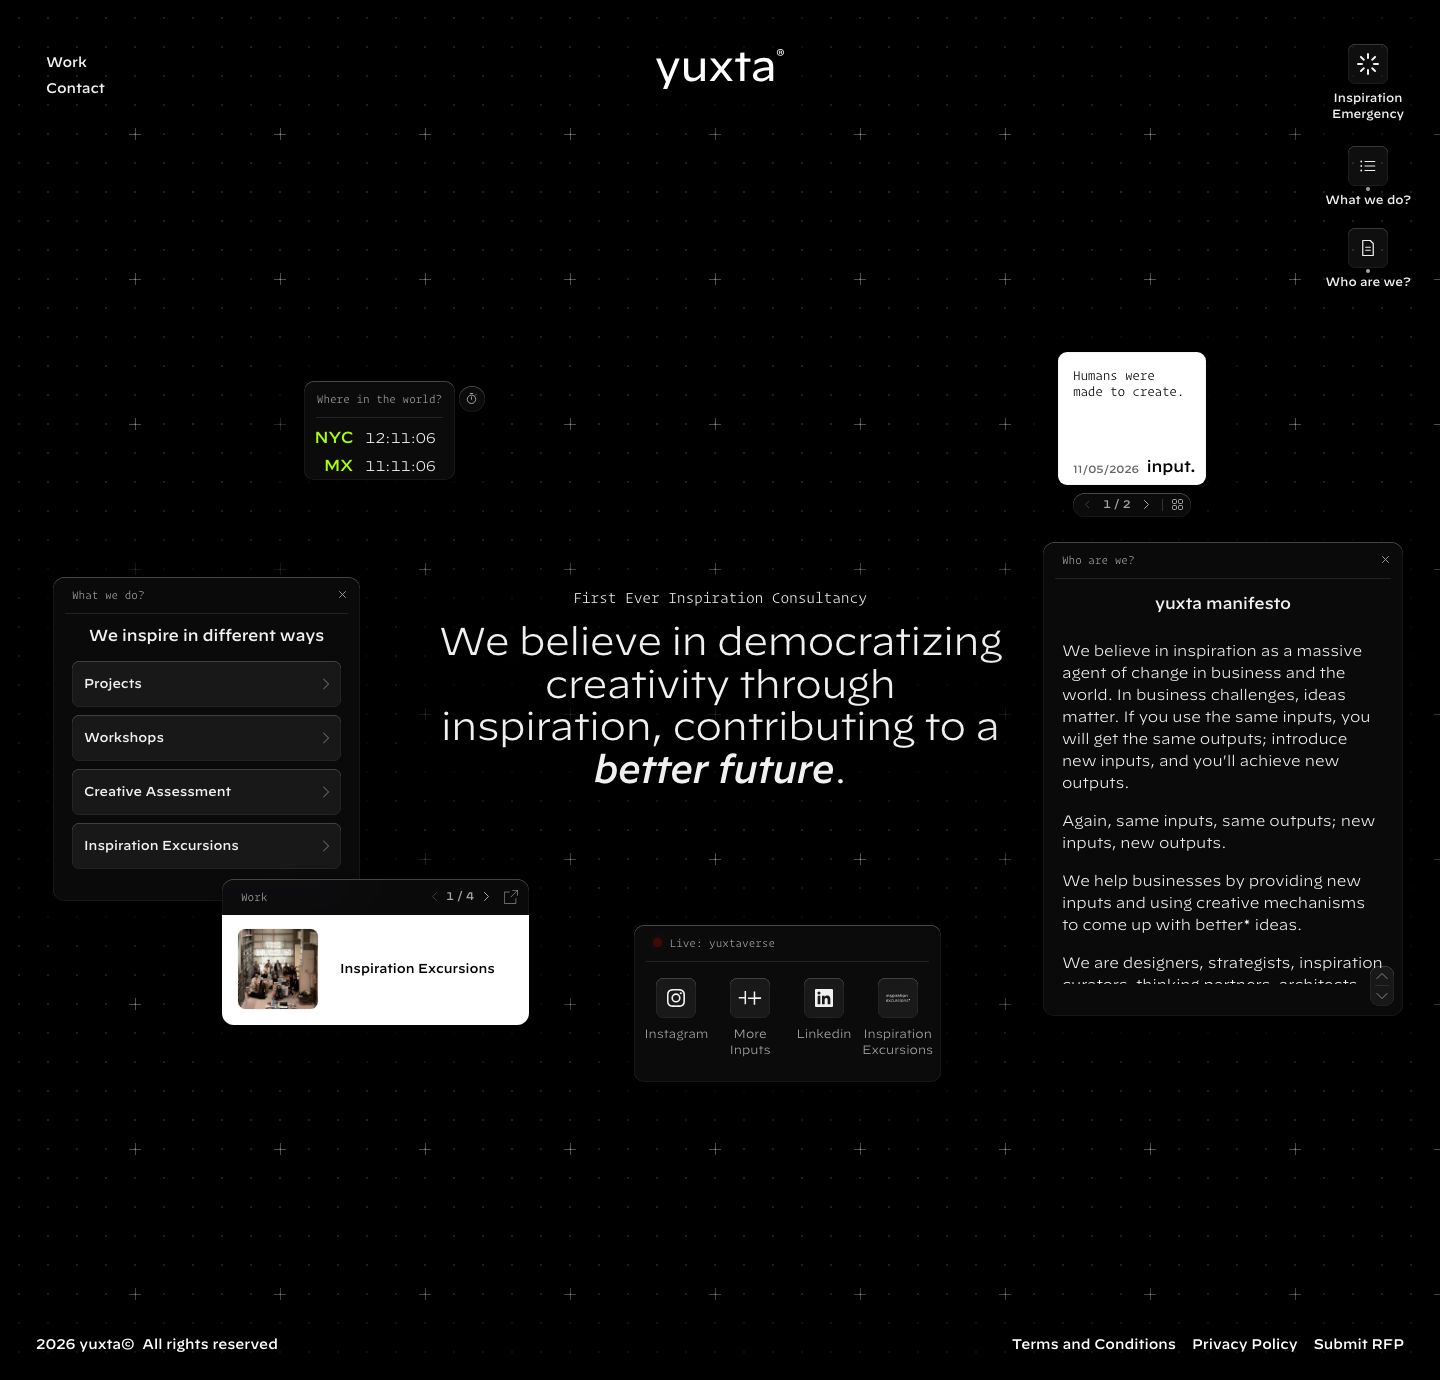 Work
Contact
yuxta®
Inspiration
Emergency
What we do?
Who are we?
Where in the world?
NYC 12:11:06
MX 11:11:06
Humans were
made to create.
11/05/2026 input.
1 / 2
What we do?
We inspire in different ways
Projects
Workshops
Creative Assessment
Inspiration Excursions
First Ever Inspiration Consultancy
We believe in democratizing
creativity through
inspiration, contributing to a
better future.
Who are we?
yuxta manifesto
We believe in inspiration as a massive
agent of change in business and the
world. In business challenges, ideas
matter. If you use the same inputs, you
will get the same outputs; introduce
new inputs, and you'll achieve new
outputs.
Again, same inputs, same outputs; new
inputs, new outputs.
We help businesses by providing new
inputs and using creative mechanisms
to come up with better* ideas.
We are designers, strategists, inspiration
curators, thinking partners, architects
Work
1 / 4
Inspiration Excursions
Live: yuxtaverse
Instagram
More
Inputs
Linkedin
inspiration
excursions*
Inspiration
Excursions
2026 yuxta© All rights reserved
Terms and Conditions Privacy Policy Submit RFP